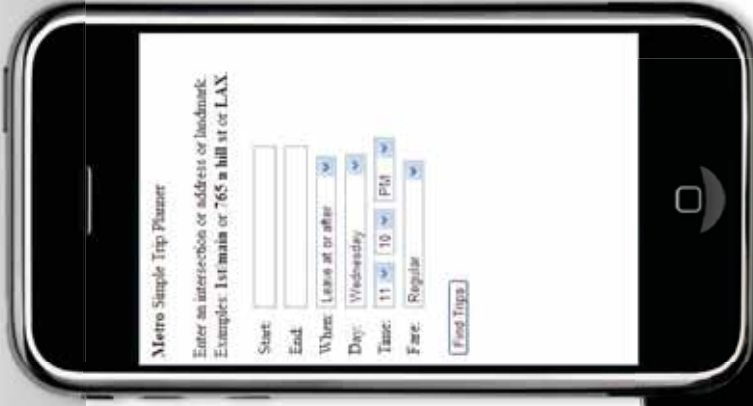 Metro Simple Trip Planner
Enter an intersection or address or landmark.
Examples: 1st/main or 765 n hill st or LAX.
Start:
End:
When: Leave at or after
Day: Wednesday
Time: 11 10 PM
Fare: Regular
Find Trips